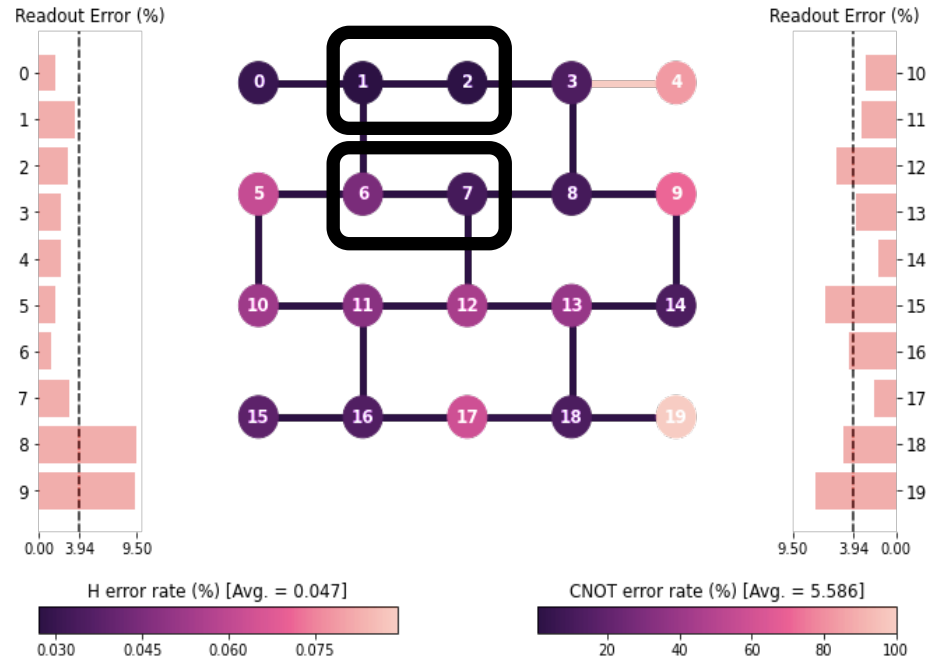 Readout Error (%)
Readout Error (%)
0
1
2
3
4
5
6
7
8
9
0.00 3.94 9.50
0 1 2 3 4
5 6 7 8 9
10 11 12 13 14
15 16 17 18 19
10
11
12
13
14
15
16
17
18
19
9.50 3.94 0.00
H error rate (%) [Avg. = 0.047]
0.030 0.045 0.060 0.075
CNOT error rate (%) [Avg. = 5.586]
20 40 60 80 100